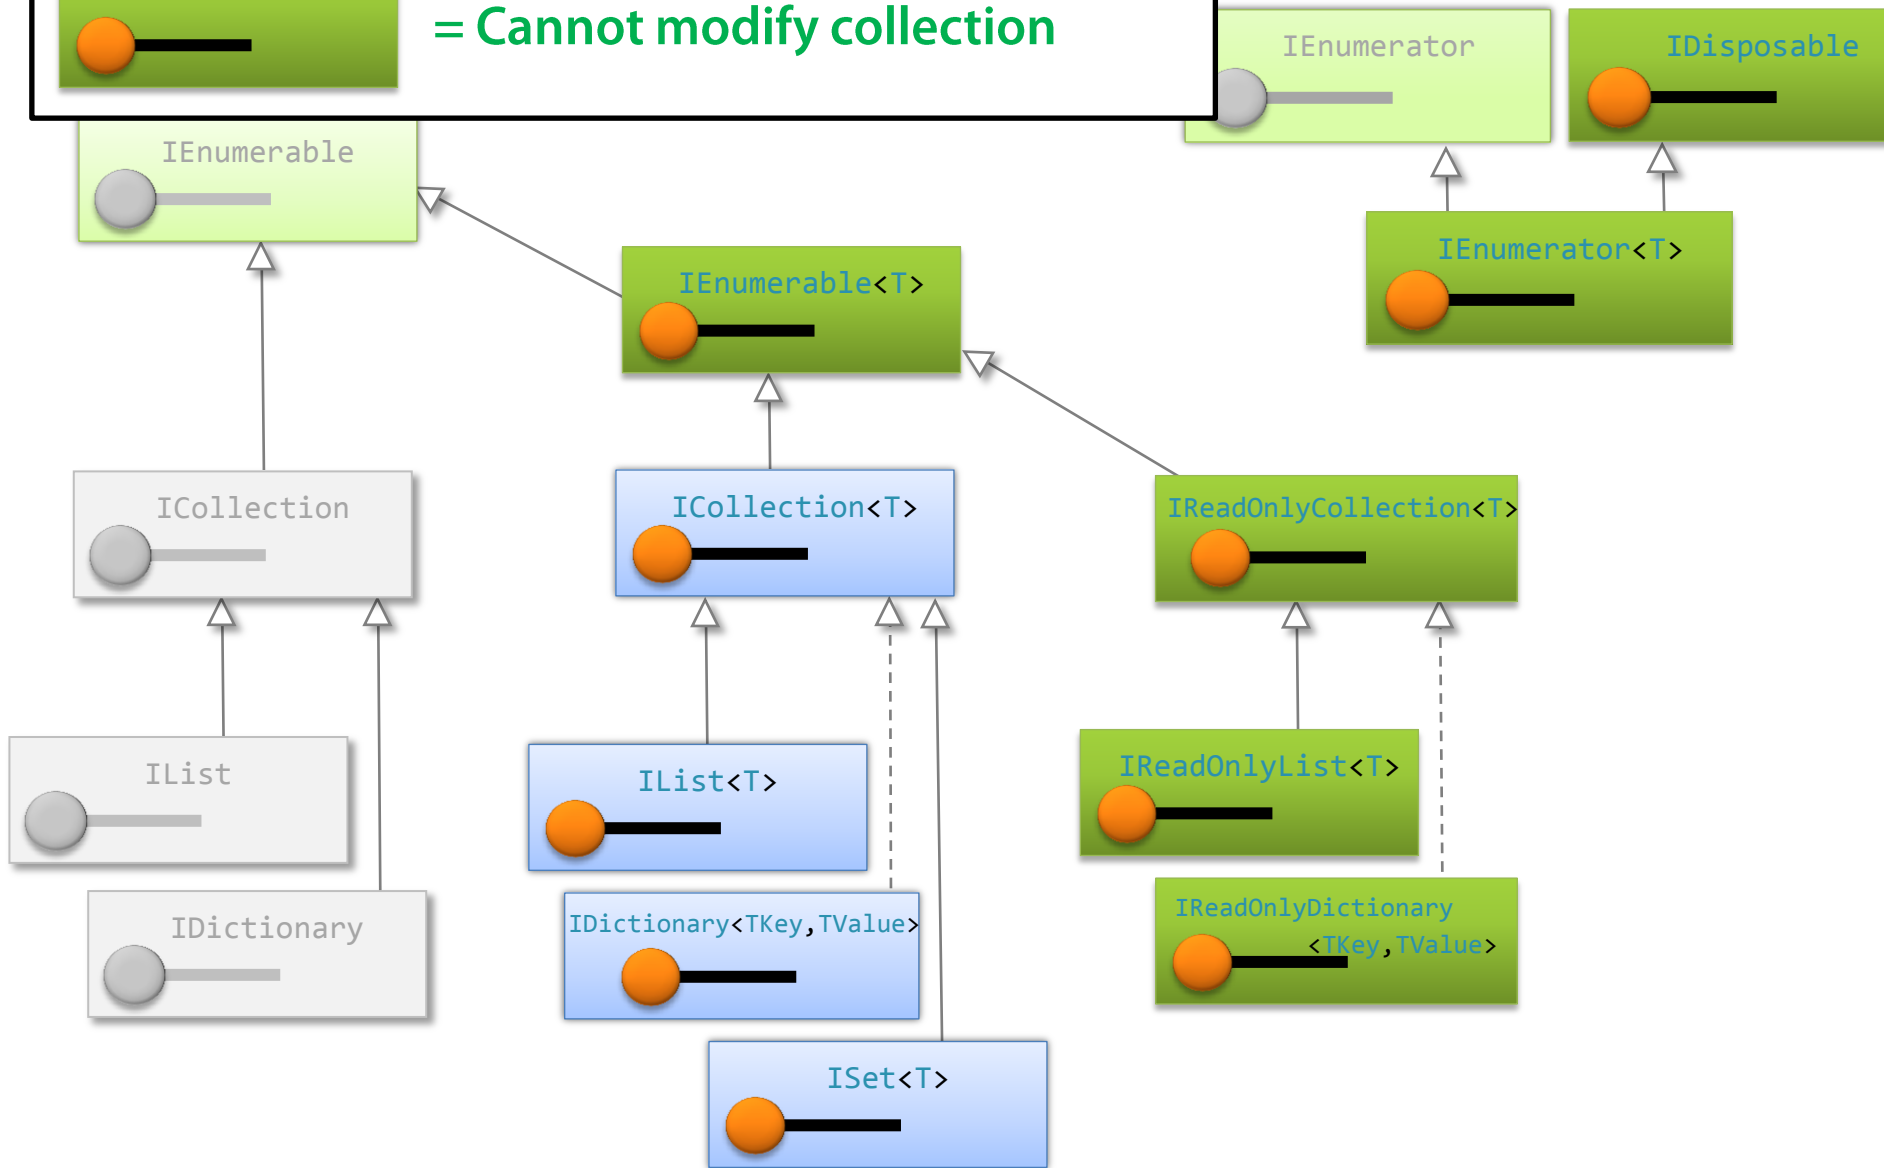 = Cannot modify collection
IEnumerator
IDisposable
IEnumerable
IEnumerator<T>
IEnumerable<T>
ICollection
ICollection<T>
IReadOnlyCollection<T>
IList
IList<T>
IReadOnlyList<T>
IDictionary
IDictionary<TKey,TValue>
IReadOnlyDictionary
<TKey,TValue>
ISet<T>